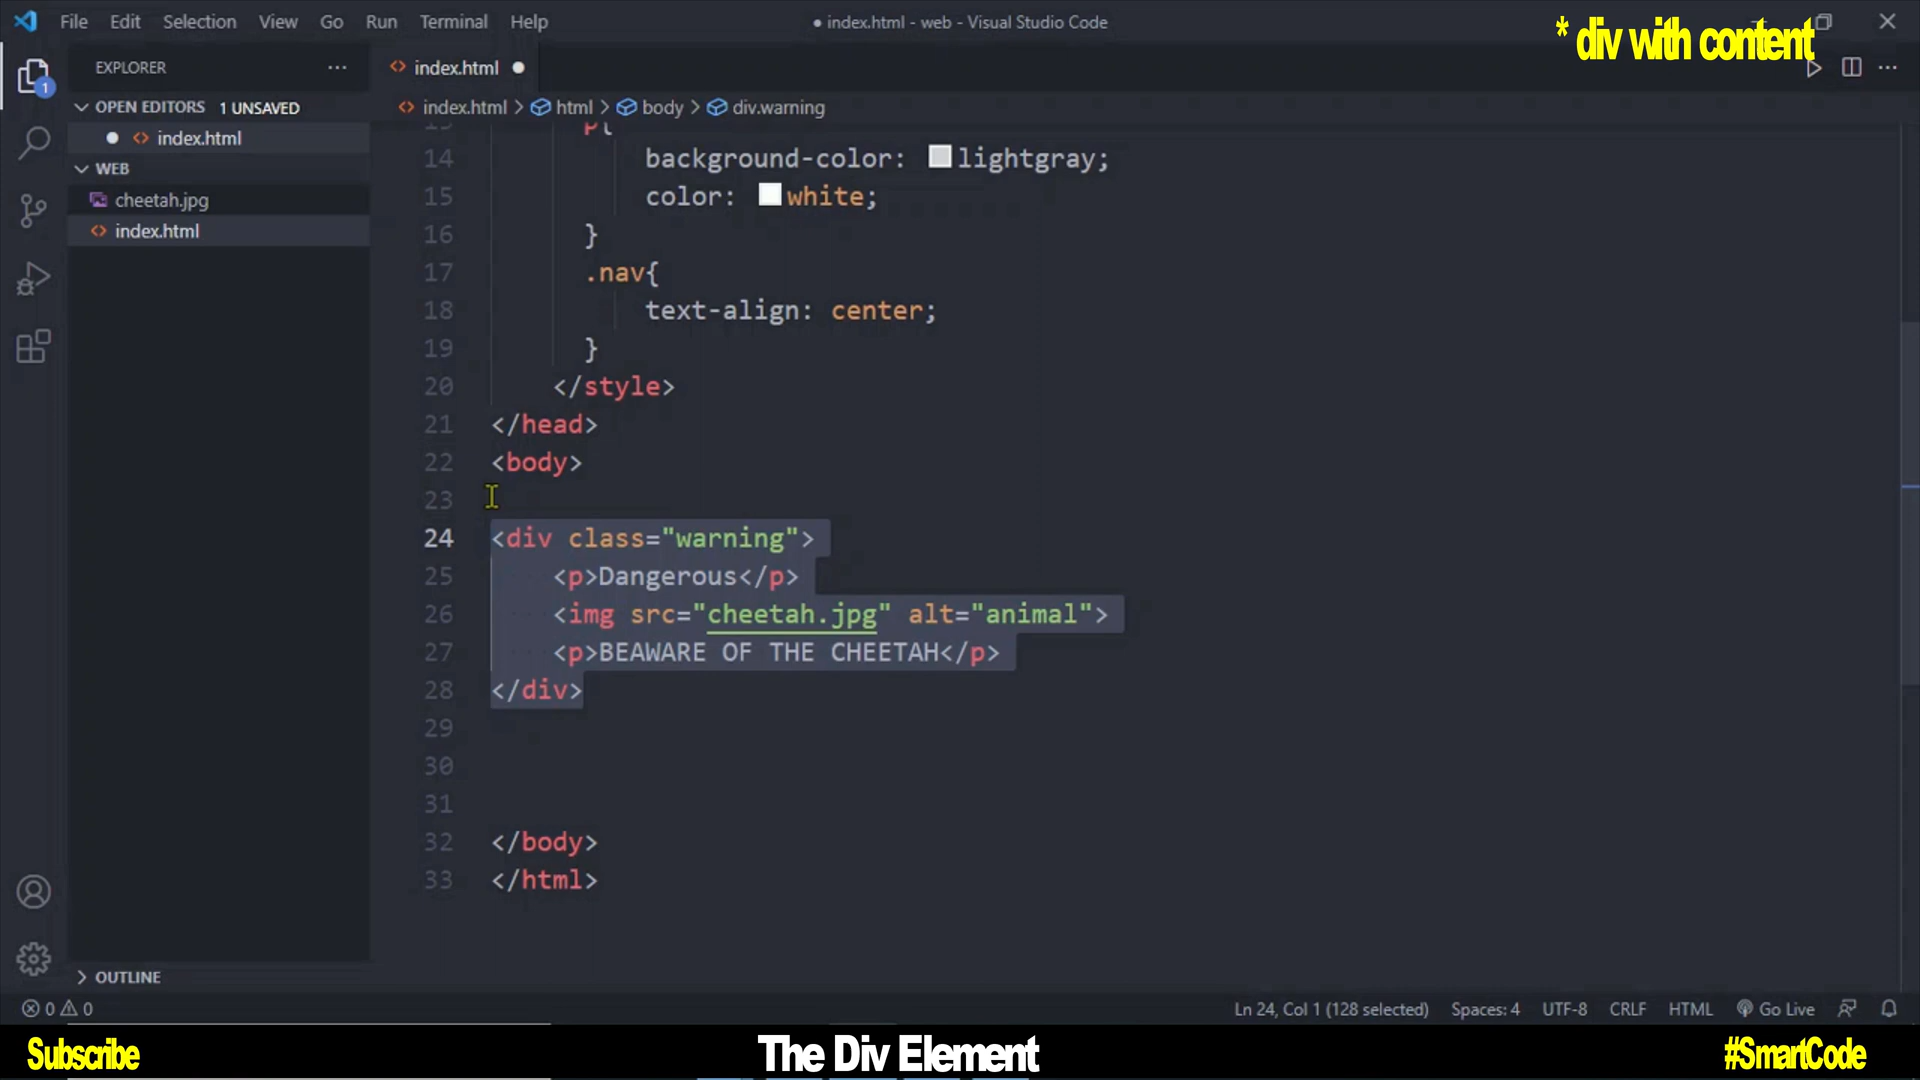 File Edit Selection View Go Run Terminal Help
● index.html - web - Visual Studio Code
* div with content
EXPLORER
index.html ●
OPEN EDITORS 1 UNSAVED
● index.html
WEB
cheetah.jpg
index.html
index.html > html > body > div.warning
p{
14 background-color: lightgray;
15 color: white;
16 }
17 .nav{
18 text-align: center;
19 }
20 </style>
21 </head>
22 <body>
23
24 <div class="warning">
25 <p>Dangerous</p>
26 <img src="cheetah.jpg" alt="animal">
27 <p>BEAWARE OF THE CHEETAH</p>
28 </div>
29
30
31
32 </body>
33 </html>
1
OUTLINE
0 0
Ln 24, Col 1 (128 selected) Spaces: 4 UTF-8 CRLF HTML Go Live
Subscribe
The Div Element
#SmartCode